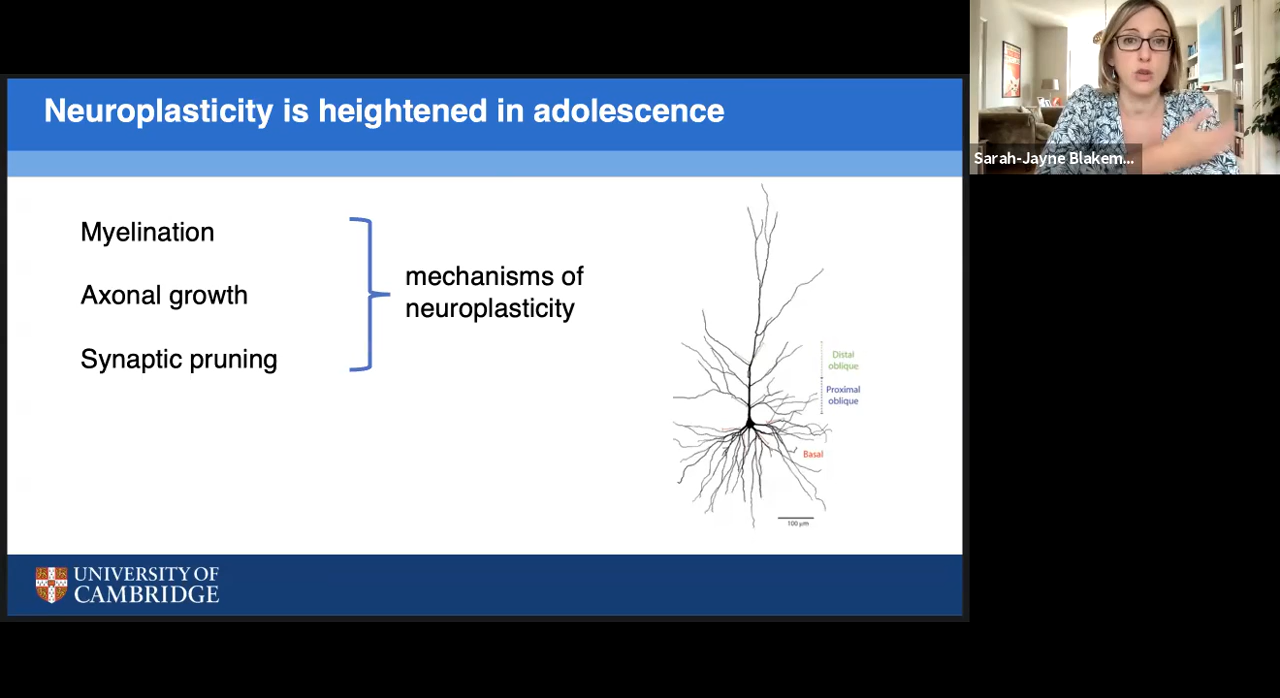 Neuroplasticity is heightened in adolescence
Myelination
Axonal growth
Synaptic pruning
mechanisms of
neuroplasticity
Distal
oblique
Proximal
oblique
Basal
100 µm
UNIVERSITY OF
CAMBRIDGE
Sarah-Jayne Blakem...